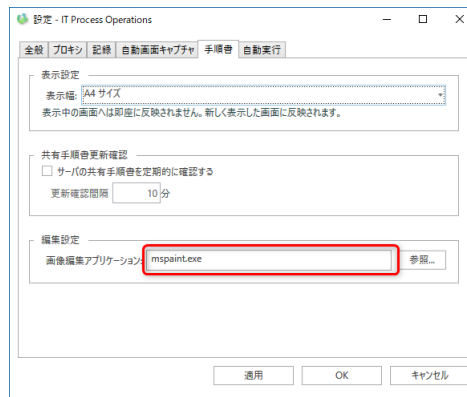 設定 - IT Process Operations
全般 プロキシ 記録 自動画面キャプチャ 手順書 自動実行
表示設定
表示幅: A4 サイズ
表示中の画面へは即座に反映されません。新しく表示した画面に反映されます。
共有手順書更新確認
サーバの共有手順書を定期的に確認する
更新確認間隔 10 分
編集設定
画像編集アプリケーション: mspaint.exe 参照...
適用 OK キャンセル